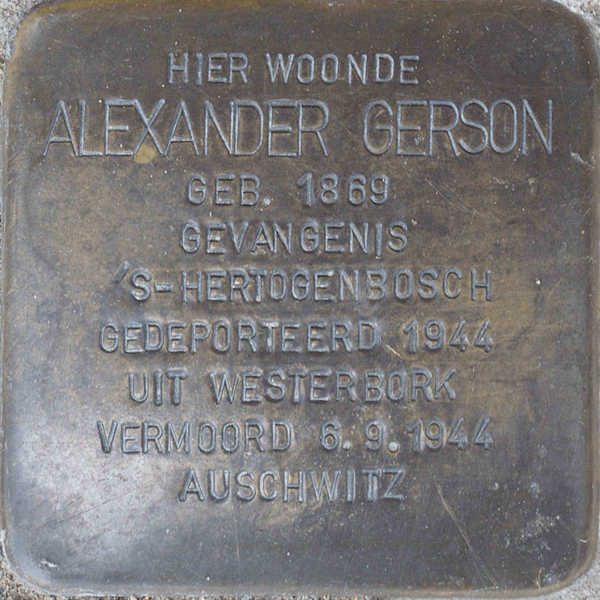 HIER WOONDE
ALEXANDER GERSON
GEB. 1869
GEVANGENIS
'S-HERTOGENBOSCH
GEDEPORTEERD 1944
UIT WESTERBORK
VERMOORD 6.9.1944
AUSCHWITZ